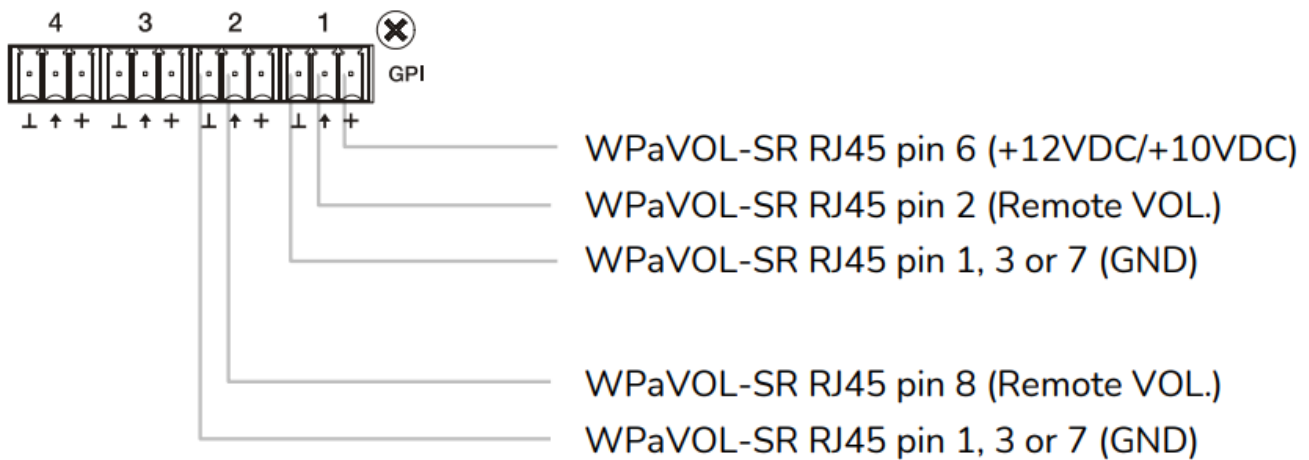 4 3 2 1
GPI
⊥ ↑ + ⊥ ↑ + ⊥ ↑ + ⊥ ↑ +
WPaVOL-SR RJ45 pin 6 (+12VDC/+10VDC)
WPaVOL-SR RJ45 pin 2 (Remote VOL.)
WPaVOL-SR RJ45 pin 1, 3 or 7 (GND)
WPaVOL-SR RJ45 pin 8 (Remote VOL.)
WPaVOL-SR RJ45 pin 1, 3 or 7 (GND)